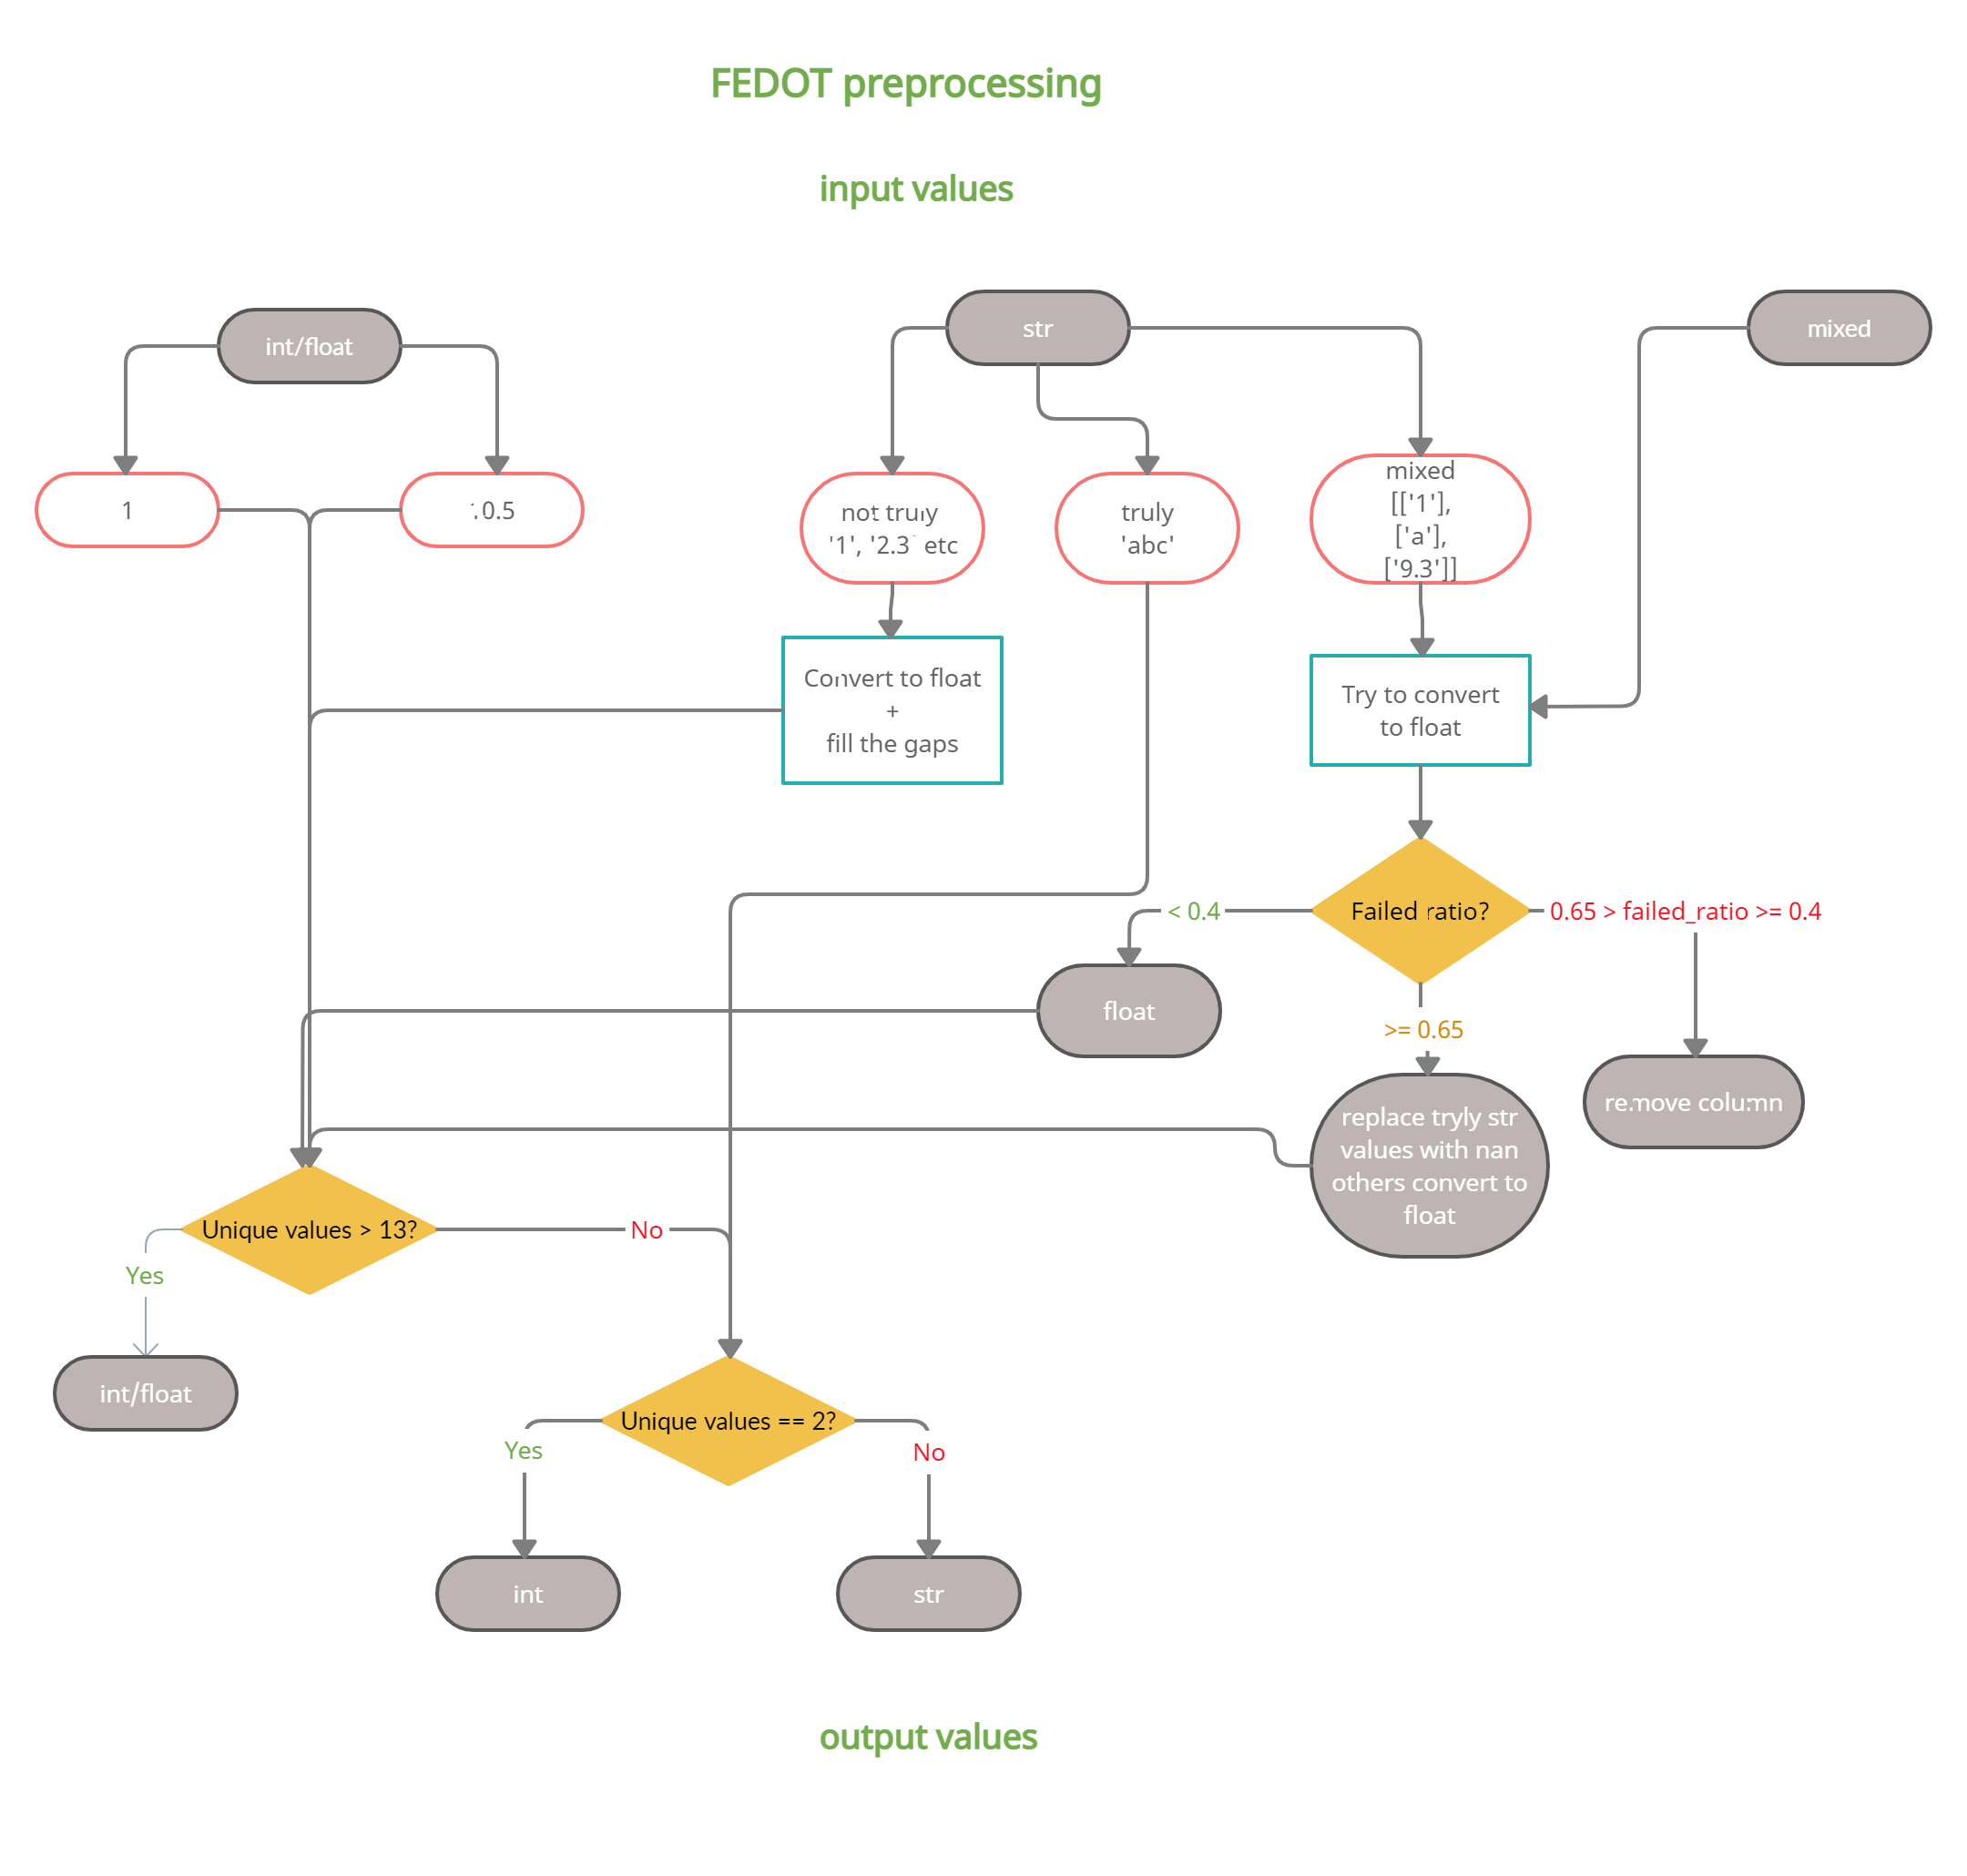 FEDOT preprocessing
input values
int/float
str
mixed
1
10.5
not truly
'1', '2.3' etc
truly
'abc'
mixed
[['1'],
['a'],
['9.3']]
Convert to float
+
fill the gaps
Try to convert
to float
Failed ratio?
< 0.4
0.65 > failed_ratio >= 0.4
>= 0.65
float
remove column
replace tryly str
values with nan
others convert to
float
Unique values > 13?
No
Yes
int/float
Unique values == 2?
Yes
No
int
str
output values